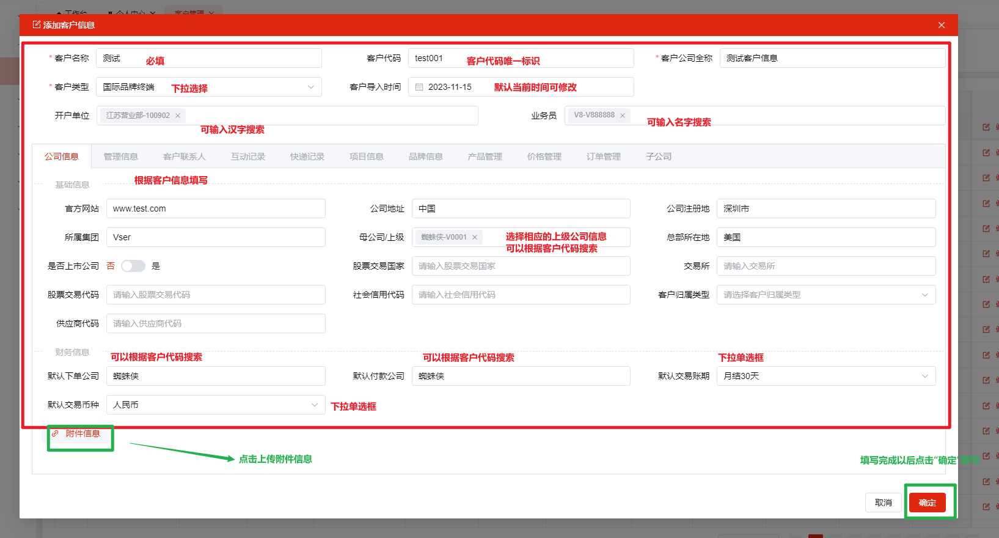 工作台 个人中心 客户管理
添加客户信息
* 客户名称 测试 必填 客户代码 test001 客户代码唯一标识 * 客户公司全称 测试客户信息
* 客户类型 国际品牌终端 下拉选择 客户导入时间 2023-11-15 默认当前时间可修改
开户单位 江苏营业部-100902 × 业务员 V8-V888888 ×
可输入汉字搜索 可输入名字搜索
公司信息 管理信息 客户联系人 互动记录 快递记录 项目信息 品牌信息 产品管理 价格管理 订单管理 子公司
基础信息 根据客户信息填写
官方网站 www.test.com 公司地址 中国 公司注册地 深圳市
所属集团 Vser 母公司/上级 蜘蛛侠-V0001 × 选择相应的上级公司信息 总部所在地 美国
可以根据客户代码搜索
是否上市公司 否 是 股票交易国家 请输入股票交易国家 交易所 请输入交易所
股票交易代码 请输入股票交易代码 社会信用代码 请输入社会信用代码 客户归属类型 请选择客户归属类型
供应商代码 请输入供应商代码
财务信息 可以根据客户代码搜索 可以根据客户代码搜索 下拉单选框
默认下单公司 蜘蛛侠 默认付款公司 蜘蛛侠 默认交易账期 月结30天
默认交易币种 人民币 下拉单选框
附件信息
点击上传附件信息 填写完成以后点击“确定”即可
取消 确定